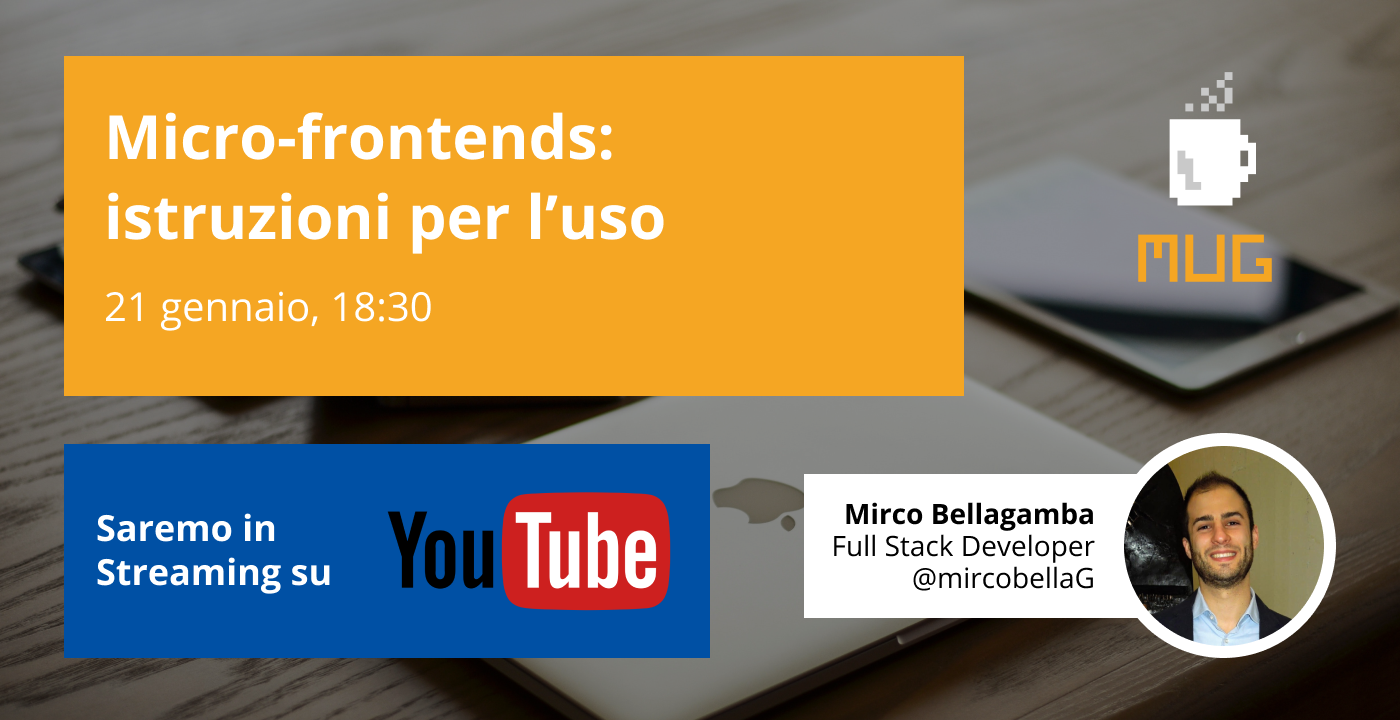 Micro-frontends:
istruzioni per l’uso
21 gennaio, 18:30
MUG
Saremo in
Streaming su
YouTube
Mirco Bellagamba
Full Stack Developer
@mircobellaG